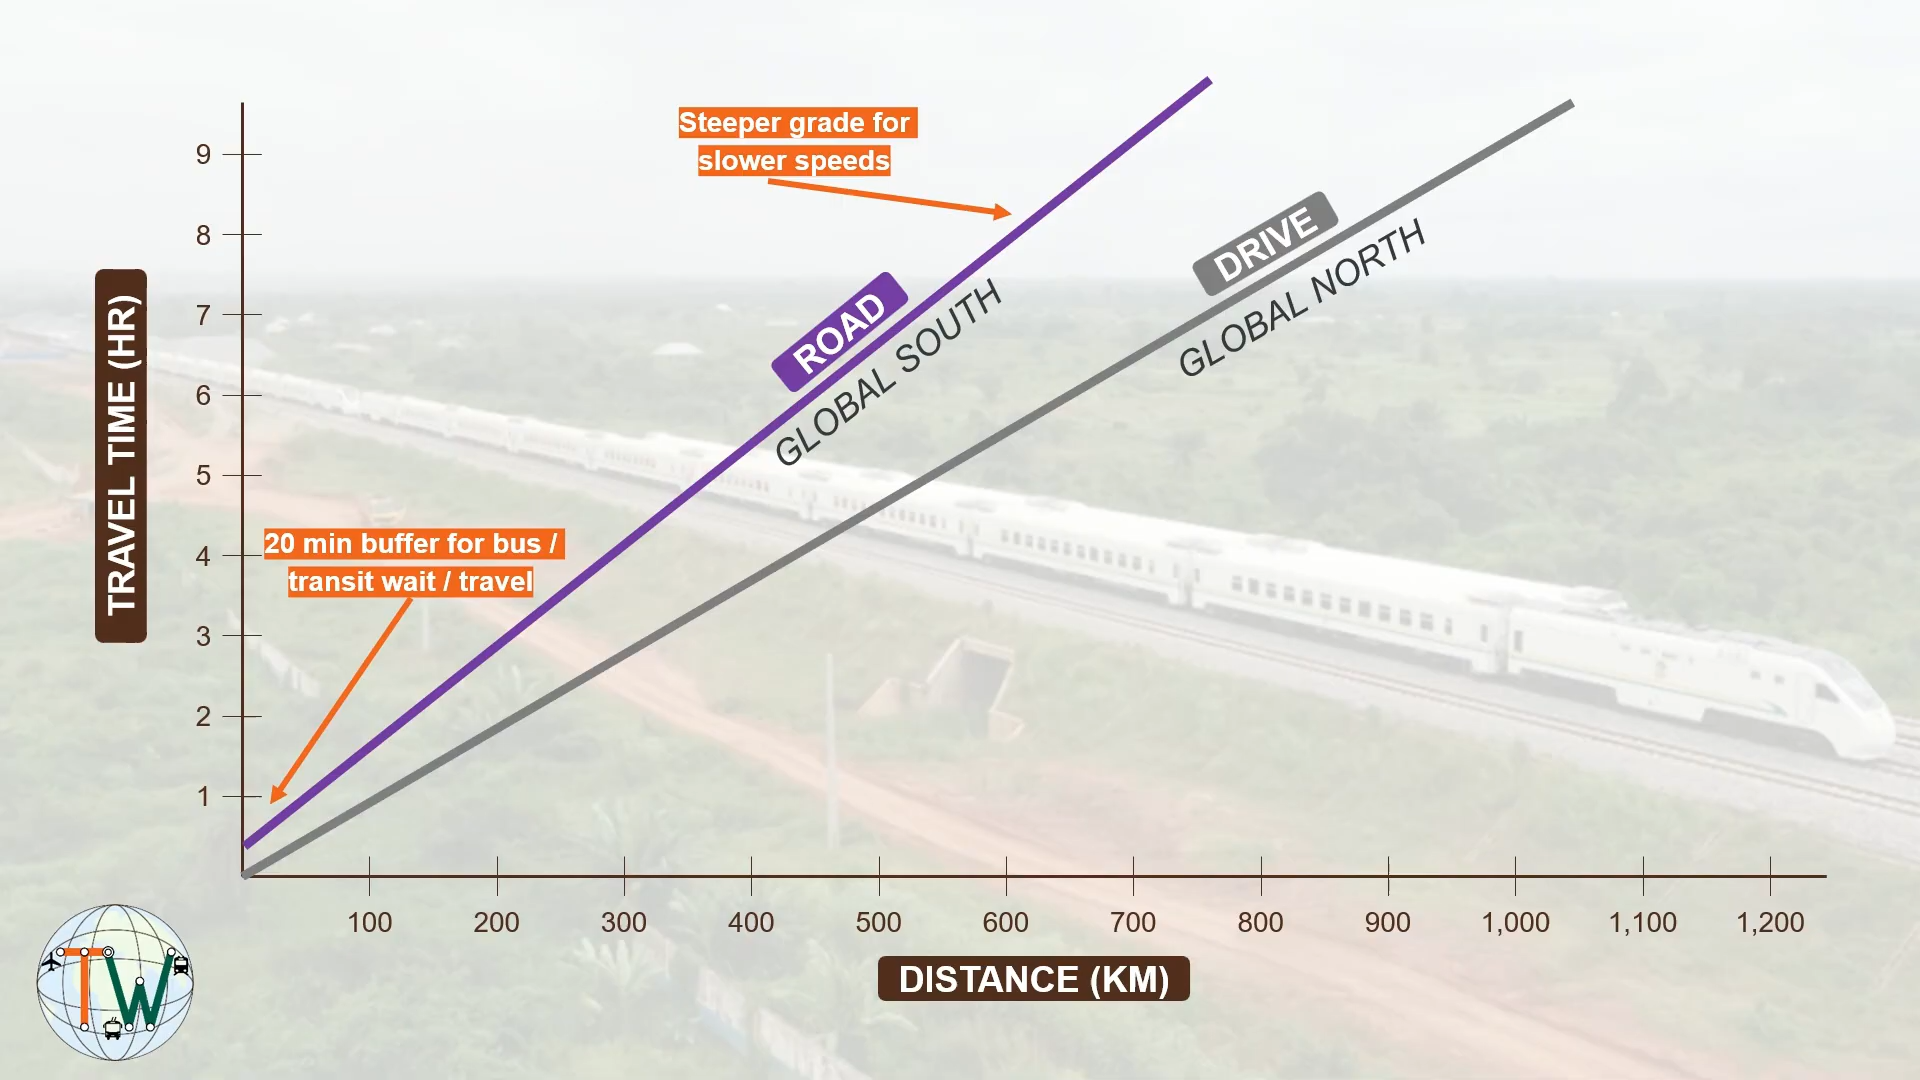 Steeper grade for
slower speeds
9
8
7
6
5
4
3
2
1
TRAVEL TIME (HR)
ROAD
GLOBAL SOUTH
DRIVE
GLOBAL NORTH
20 min buffer for bus /
transit wait / travel
100 200 300 400 500 600 700 800 900 1,000 1,100 1,200
DISTANCE (KM)
TW